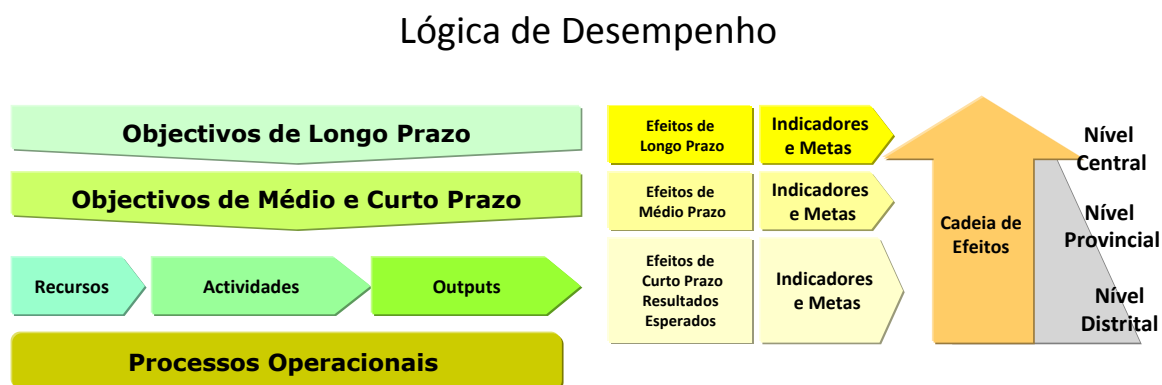 Lógica de Desempenho
Objectivos de Longo Prazo
Objectivos de Médio e Curto Prazo
Recursos
Actividades
Outputs
Processos Operacionais
Efeitos de
Longo Prazo
Indicadores
e Metas
Efeitos de
Médio Prazo
Indicadores
e Metas
Efeitos de
Curto Prazo
Resultados
Esperados
Indicadores
e Metas
Cadeia de
Efeitos
Nível
Central
Nível
Provincial
Nível
Distrital